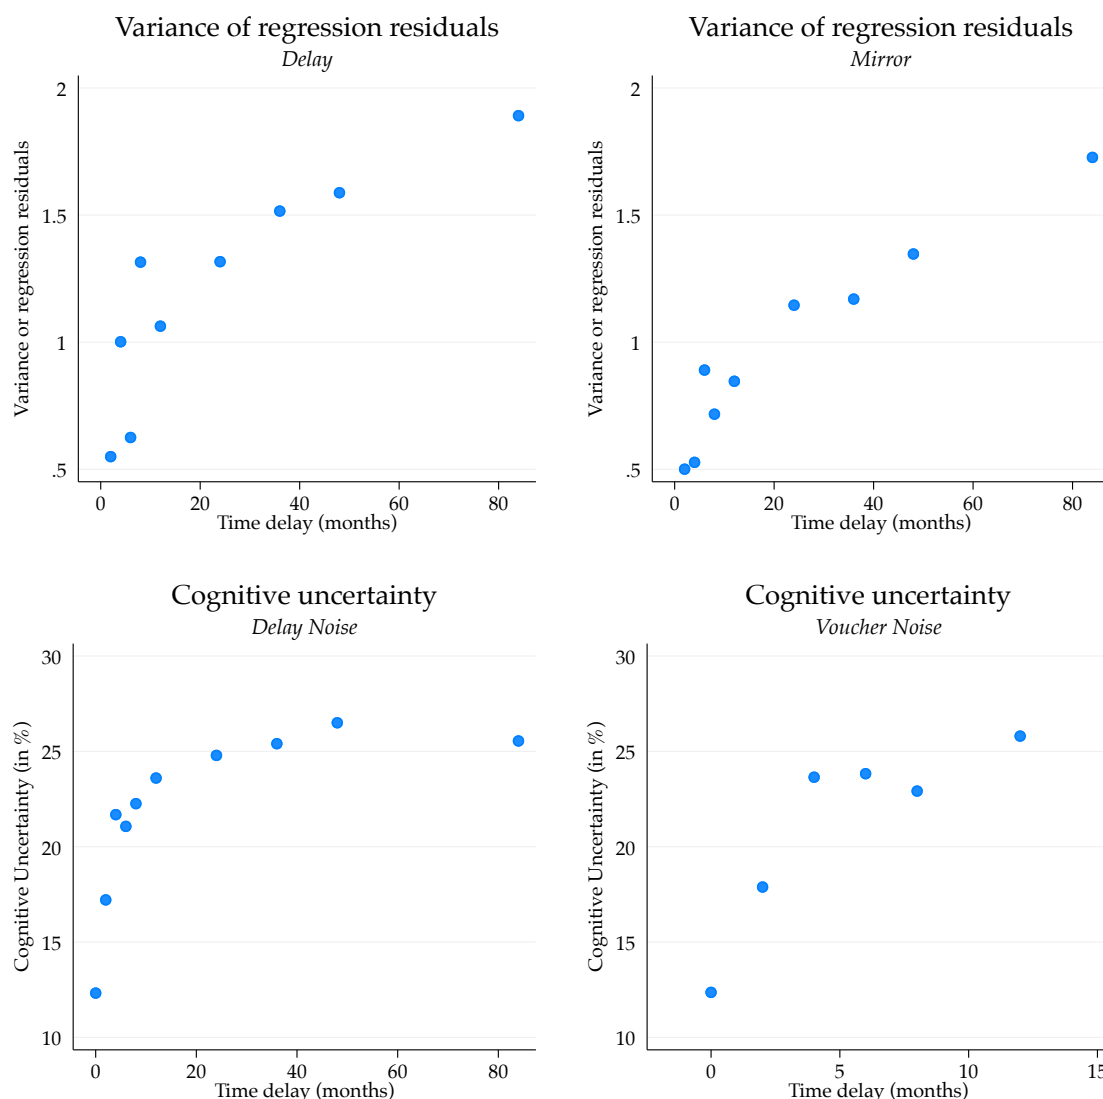 Variance of regression residuals
Delay
Variance or regression residuals
2
1.5
1
.5
0 20 40 60 80
Time delay (months)
Variance of regression residuals
Mirror
Variance or regression residuals
2
1.5
1
.5
0 20 40 60 80
Time delay (months)
Cognitive uncertainty
Delay Noise
Cognitive Uncertainty (in %)
30
25
20
15
10
0 20 40 60 80
Time delay (months)
Cognitive uncertainty
Voucher Noise
Cognitive Uncertainty (in %)
30
25
20
15
10
0 5 10 15
Time delay (months)